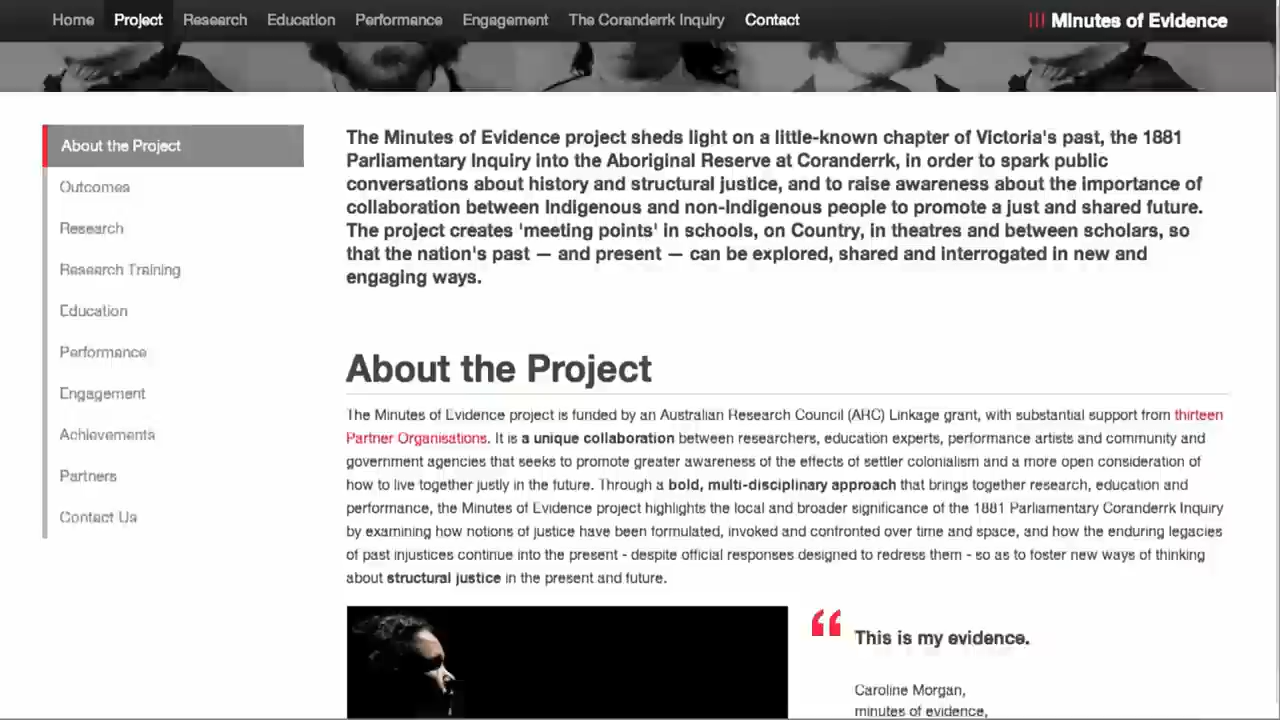 Home Project Research Education Performance Engagement The Coranderrk Inquiry Contact
Minutes of Evidence
About the Project
Outcomes
Research
Research Training
Education
Performance
Engagement
Achievements
Partners
Contact Us
The Minutes of Evidence project sheds light on a little-known chapter of Victoria's past, the 1881
Parliamentary Inquiry into the Aboriginal Reserve at Coranderrk, in order to spark public
conversations about history and structural justice, and to raise awareness about the importance of
collaboration between Indigenous and non-Indigenous people to promote a just and shared future.
The project creates 'meeting points' in schools, on Country, in theatres and between scholars, so
that the nation's past — and present — can be explored, shared and interrogated in new and
engaging ways.
About the Project
The Minutes of Evidence project is funded by an Australian Research Council (ARC) Linkage grant, with substantial support from thirteen
Partner Organisations. It is a unique collaboration between researchers, education experts, performance artists and community and
government agencies that seeks to promote greater awareness of the effects of settler colonialism and a more open consideration of
how to live together justly in the future. Through a bold, multi-disciplinary approach that brings together research, education and
performance, the Minutes of Evidence project highlights the local and broader significance of the 1881 Parliamentary Coranderrk Inquiry
by examining how notions of justice have been formulated, invoked and confronted over time and space, and how the enduring legacies
of past injustices continue into the present - despite official responses designed to redress them - so as to foster new ways of thinking
about structural justice in the present and future.
“ This is my evidence.
Caroline Morgan,
minutes of evidence,